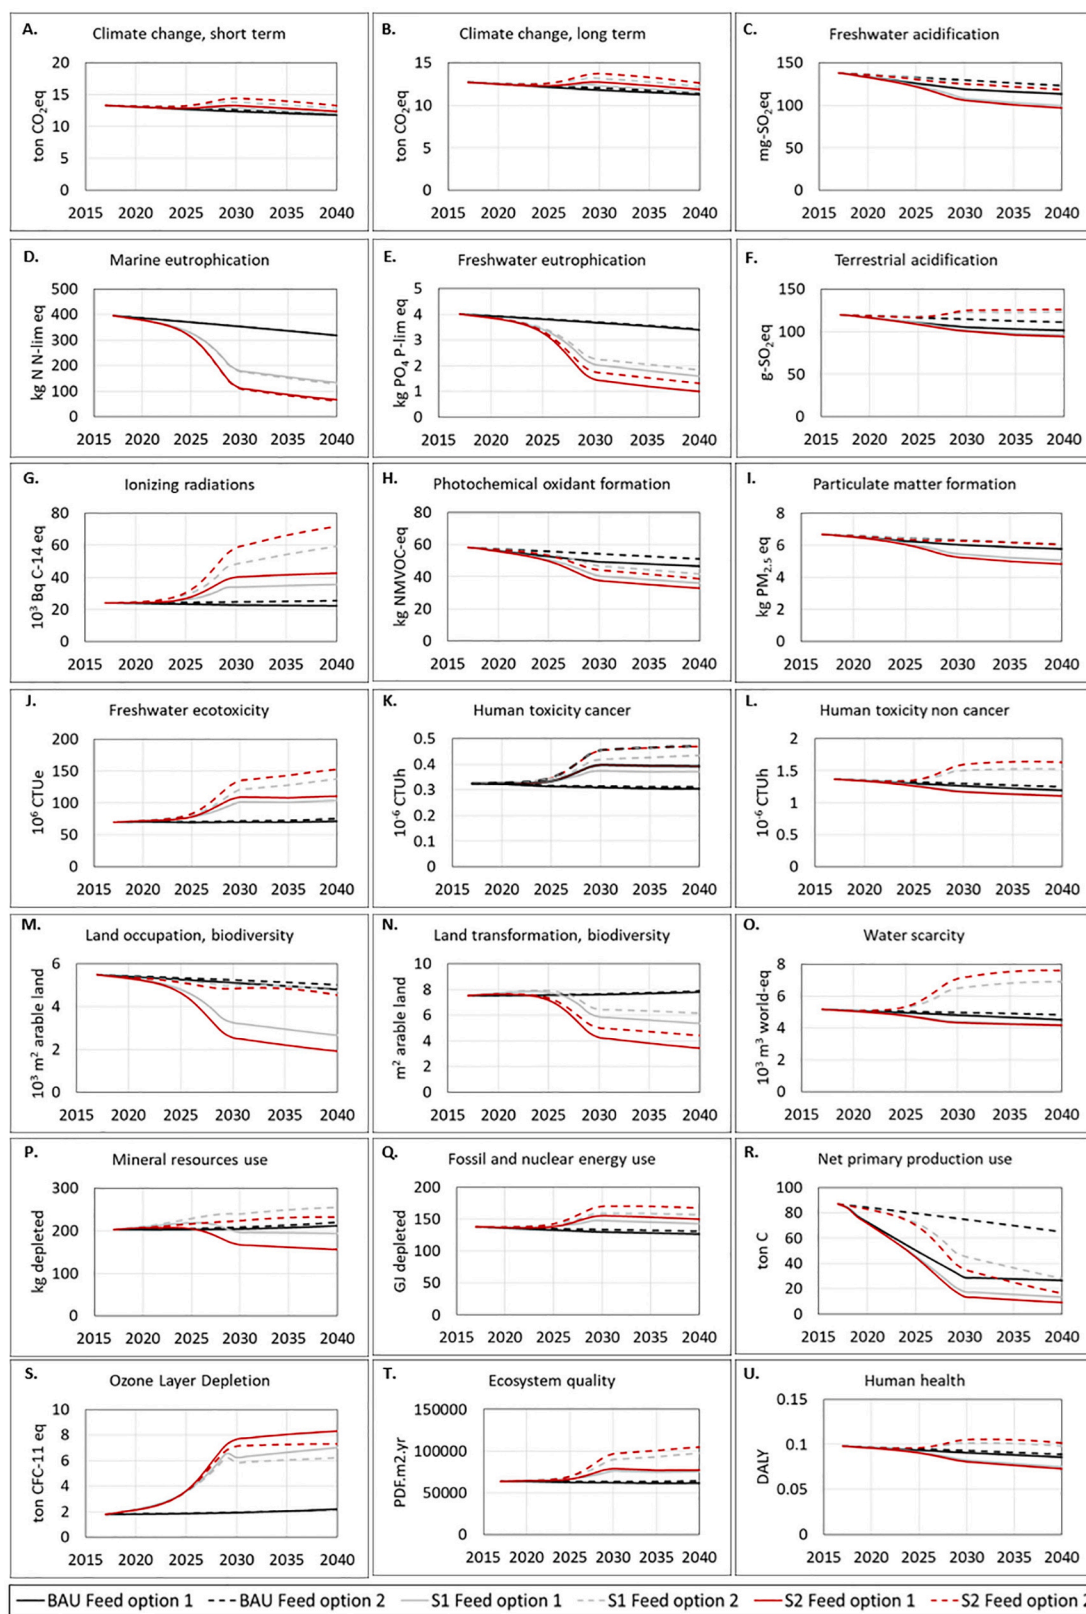 A.
Climate change, short term
ton CO₂eq
20
15
10
5
0
2015 2020 2025 2030 2035 2040
B.
Climate change, long term
ton CO₂eq
15
10
5
0
2015 2020 2025 2030 2035 2040
C.
Freshwater acidification
mg-SO₂eq
150
100
50
0
2015 2020 2025 2030 2035 2040
D.
Marine eutrophication
kg N N-lim eq
500
400
300
200
100
0
2015 2020 2025 2030 2035 2040
E.
Freshwater eutrophication
kg PO₄ P-lim eq
5
4
3
2
1
0
2015 2020 2025 2030 2035 2040
F.
Terrestrial acidification
g-SO₂eq
150
100
50
0
2015 2020 2025 2030 2035 2040
G.
Ionizing radiations
10³ Bq C-14 eq
80
60
40
20
0
2015 2020 2025 2030 2035 2040
H.
Photochemical oxidant formation
kg NMVOC-eq
80
60
40
20
0
2015 2020 2025 2030 2035 2040
I.
Particulate matter formation
kg PM₂.₅ eq
8
6
4
2
0
2015 2020 2025 2030 2035 2040
J.
Freshwater ecotoxicity
10⁶ CTUe
200
150
100
50
0
2015 2020 2025 2030 2035 2040
K.
Human toxicity cancer
10⁻⁶ CTUh
0.5
0.4
0.3
0.2
0.1
0
2015 2020 2025 2030 2035 2040
L.
Human toxicity non cancer
10⁻⁶ CTUh
2
1.5
1
0.5
0
2015 2020 2025 2030 2035 2040
M.
Land occupation, biodiversity
10³ m² arable land
6
4
2
0
2015 2020 2025 2030 2035 2040
N.
Land transformation, biodiversity
m² arable land
10
8
6
4
2
0
2015 2020 2025 2030 2035 2040
O.
Water scarcity
10³ m³ world-eq
8
6
4
2
0
2015 2020 2025 2030 2035 2040
P.
Mineral resources use
kg depleted
300
200
100
0
2015 2020 2025 2030 2035 2040
Q.
Fossil and nuclear energy use
GJ depleted
200
150
100
50
0
2015 2020 2025 2030 2035 2040
R.
Net primary production use
ton C
100
80
60
40
20
0
2015 2020 2025 2030 2035 2040
S.
Ozone Layer Depletion
ton CFC-11 eq
10
8
6
4
2
0
2015 2020 2025 2030 2035 2040
T.
Ecosystem quality
PDF.m2.yr
150000
100000
50000
0
2015 2020 2025 2030 2035 2040
U.
Human health
DALY
0.15
0.1
0.05
0
2015 2020 2025 2030 2035 2040
BAU Feed option 1 BAU Feed option 2 S1 Feed option 1 S1 Feed option 2 S2 Feed option 1 S2 Feed option 2